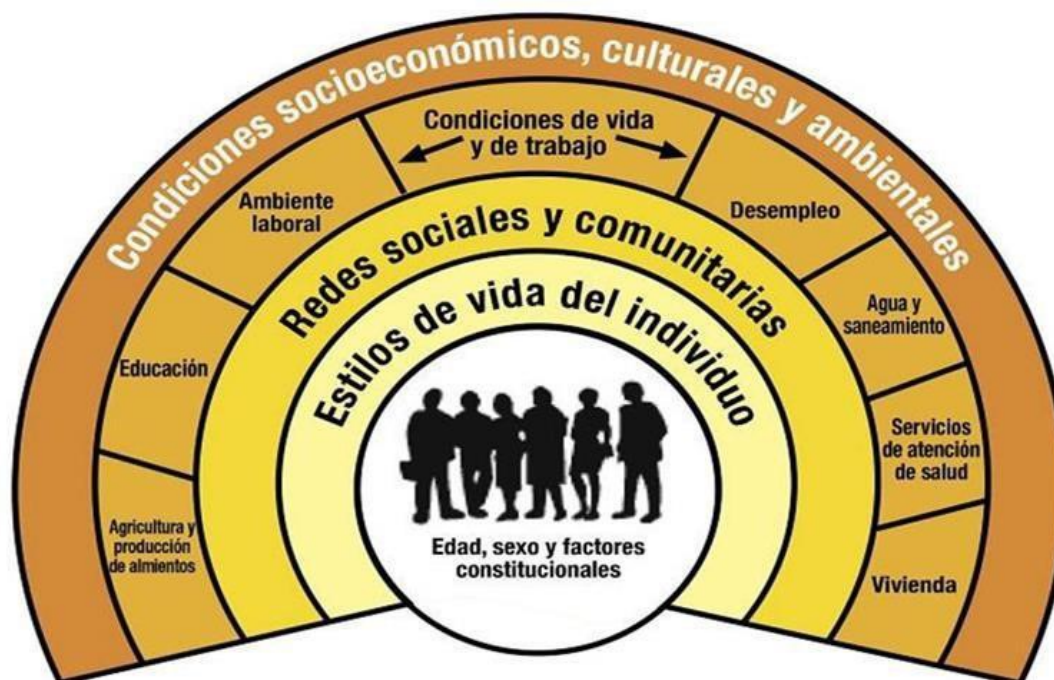 Condiciones socioeconómicos, culturales y ambientales
Condiciones de vida
y de trabajo
Ambiente
laboral
Desempleo
Educación
Agua y
saneamiento
Agricultura y
producción
de almientos
Servicios
de atención
de salud
Vivienda
Redes sociales y comunitarias
Estilos de vida del individuo
Edad, sexo y factores
constitucionales